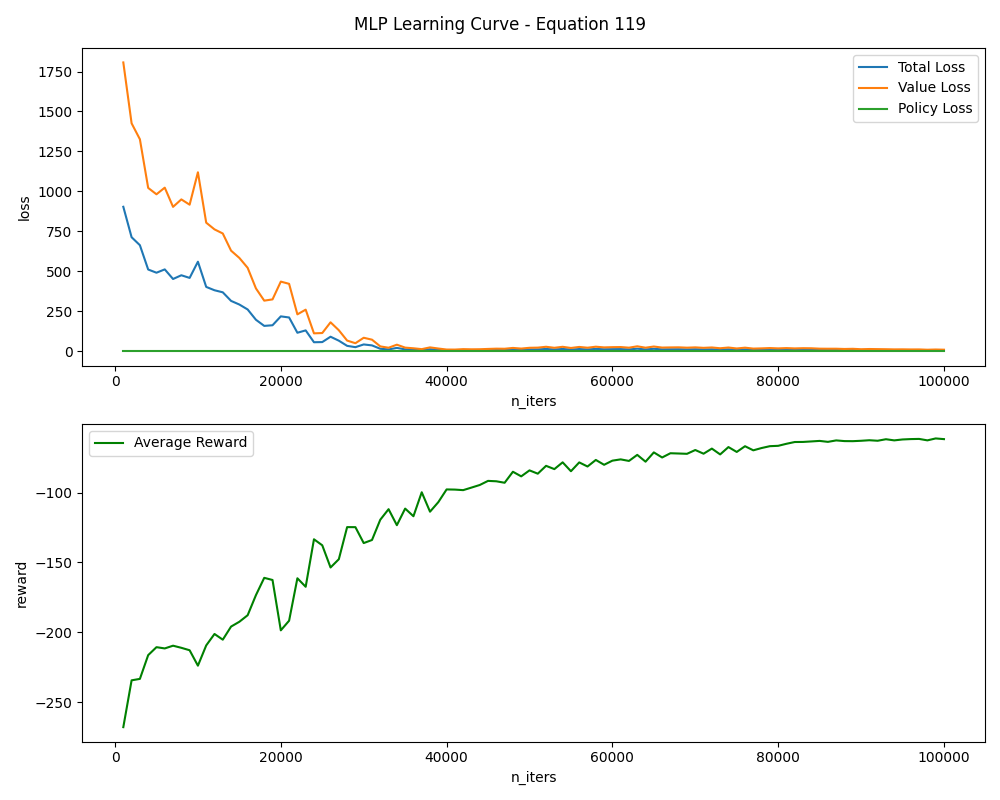 MLP Learning Curve - Equation 119
Total Loss
Value Loss
Policy Loss
1750
1500
1250
1000
750
500
250
0
loss
0 20000 40000 60000 80000 100000
n_iters
Average Reward
−100
−150
−200
−250
reward
0 20000 40000 60000 80000 100000
n_iters